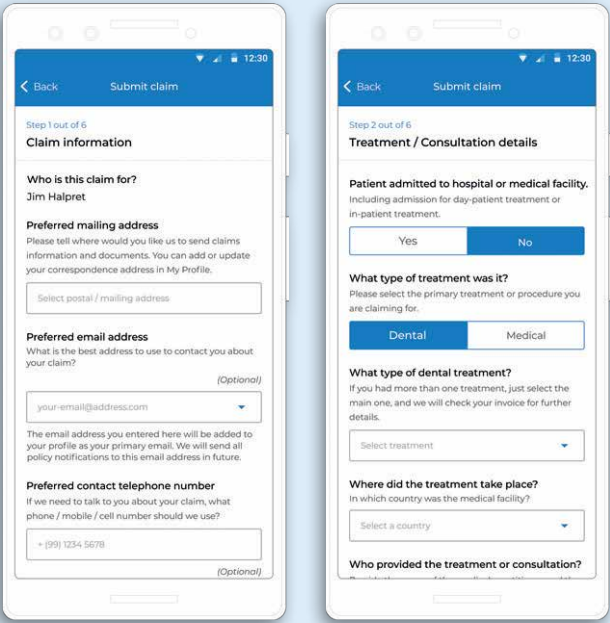 12:30
Back
Submit claim
Step 1 out of 6
Claim information
Who is this claim for?
Jim Halpret
Preferred mailing address
Please tell where would you like us to send claims
information and documents. You can add or update
your correspondence address in My Profile.
Select postal / mailing address
Preferred email address
What is the best address to use to contact you about
your claim?
(Optional)
your-email@address.com
The email address you entered here will be added to
your profile as your primary email. We will send all
policy notifications to this email address in future.
Preferred contact telephone number
If we need to talk to you about your claim, what
phone / mobile / cell number should we use?
+ (99) 1234 5678
(Optional)
12:30
Back
Submit claim
Step 2 out of 6
Treatment / Consultation details
Patient admitted to hospital or medical facility.
Including admission for day-patient treatment or
in-patient treatment.
Yes
No
What type of treatment was it?
Please select the primary treatment or procedure you
are claiming for.
Dental
Medical
What type of dental treatment?
If you had more than one treatment, just select the
main one, and we will check your invoice for further
details.
Select treatment
Where did the treatment take place?
In which country was the medical facility?
Select a country
Who provided the treatment or consultation?